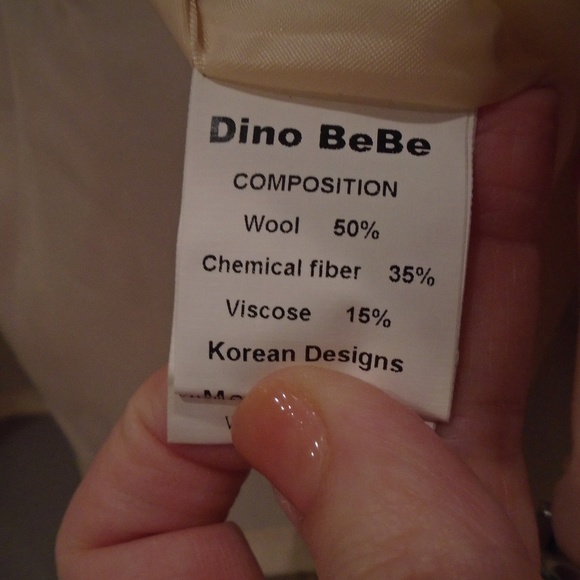 Dino BeBe
COMPOSITION
Wool 50%
Chemical fiber 35%
Viscose 15%
Korean Designs